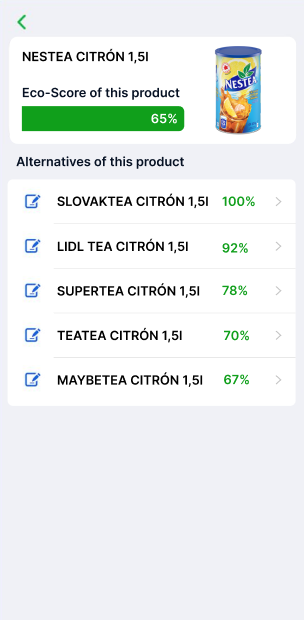 NESTEA CITRÓN 1,5l
Eco-Score of this product
65%
NESTEA
Alternatives of this product
SLOVAKTEA CITRÓN 1,5l 100%
LIDL TEA CITRÓN 1,5l 92%
SUPERTEA CITRÓN 1,5l 78%
TEATEA CITRÓN 1,5l 70%
MAYBETEA CITRÓN 1,5l 67%